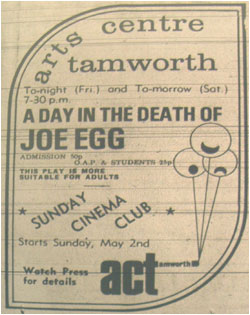 arts centre
tamworth
To-night (Fri.) and To-morrow (Sat.)
7-30 p.m.
A DAY IN THE DEATH OF
JOE EGG
ADMISSION 50p
O.A.P & STUDENTS 25p
THIS PLAY IS MORE
SUITABLE FOR ADULTS
★ SUNDAY
CINEMA
CLUB ★
Starts Sunday, May 2nd
Watch Press
for details
act tamworth